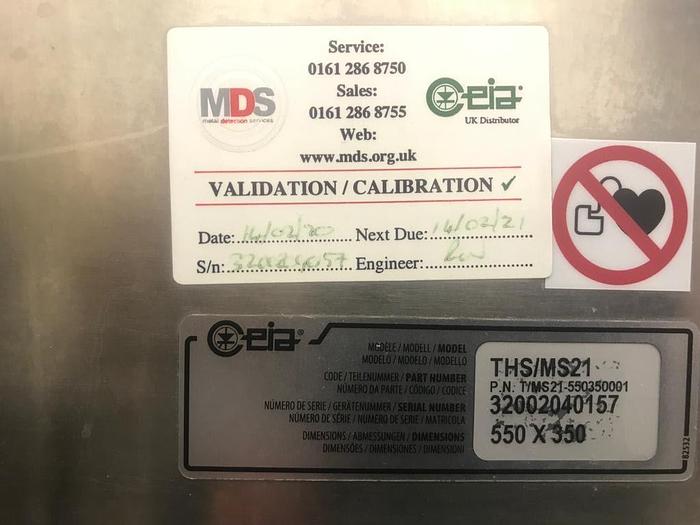 Service:
0161 286 8750
Sales:
0161 286 8755
Web:
www.mds.org.uk
MDS
metal detection services
Ceia
UK Distributor
VALIDATION / CALIBRATION ✓
Date: 14/02/20 Next Due: 14/02/21
S/n: Engineer:
Ceia®
MODÈLE / MODELL / MODEL
MODELO / MODELO / MODELLO
THS/MS21
CODE / TEILENUMMER / PART NUMBER
NÚMERO DA PARTE / CÓDIGO / CODICE
P.N. T/MS21-550350001
NUMÉRO DE SERIE / GERÄTENUMMER / SERIAL NUMBER
NÚMERO DE SÉRIE / NUMERO DE SERIE / MATRICOLA
32002040157
DIMENSIONS / ABMESSUNGEN / DIMENSIONS
DIMENSÕES / DIMENSIONES / DIMENSIONI
550 X 350
82532